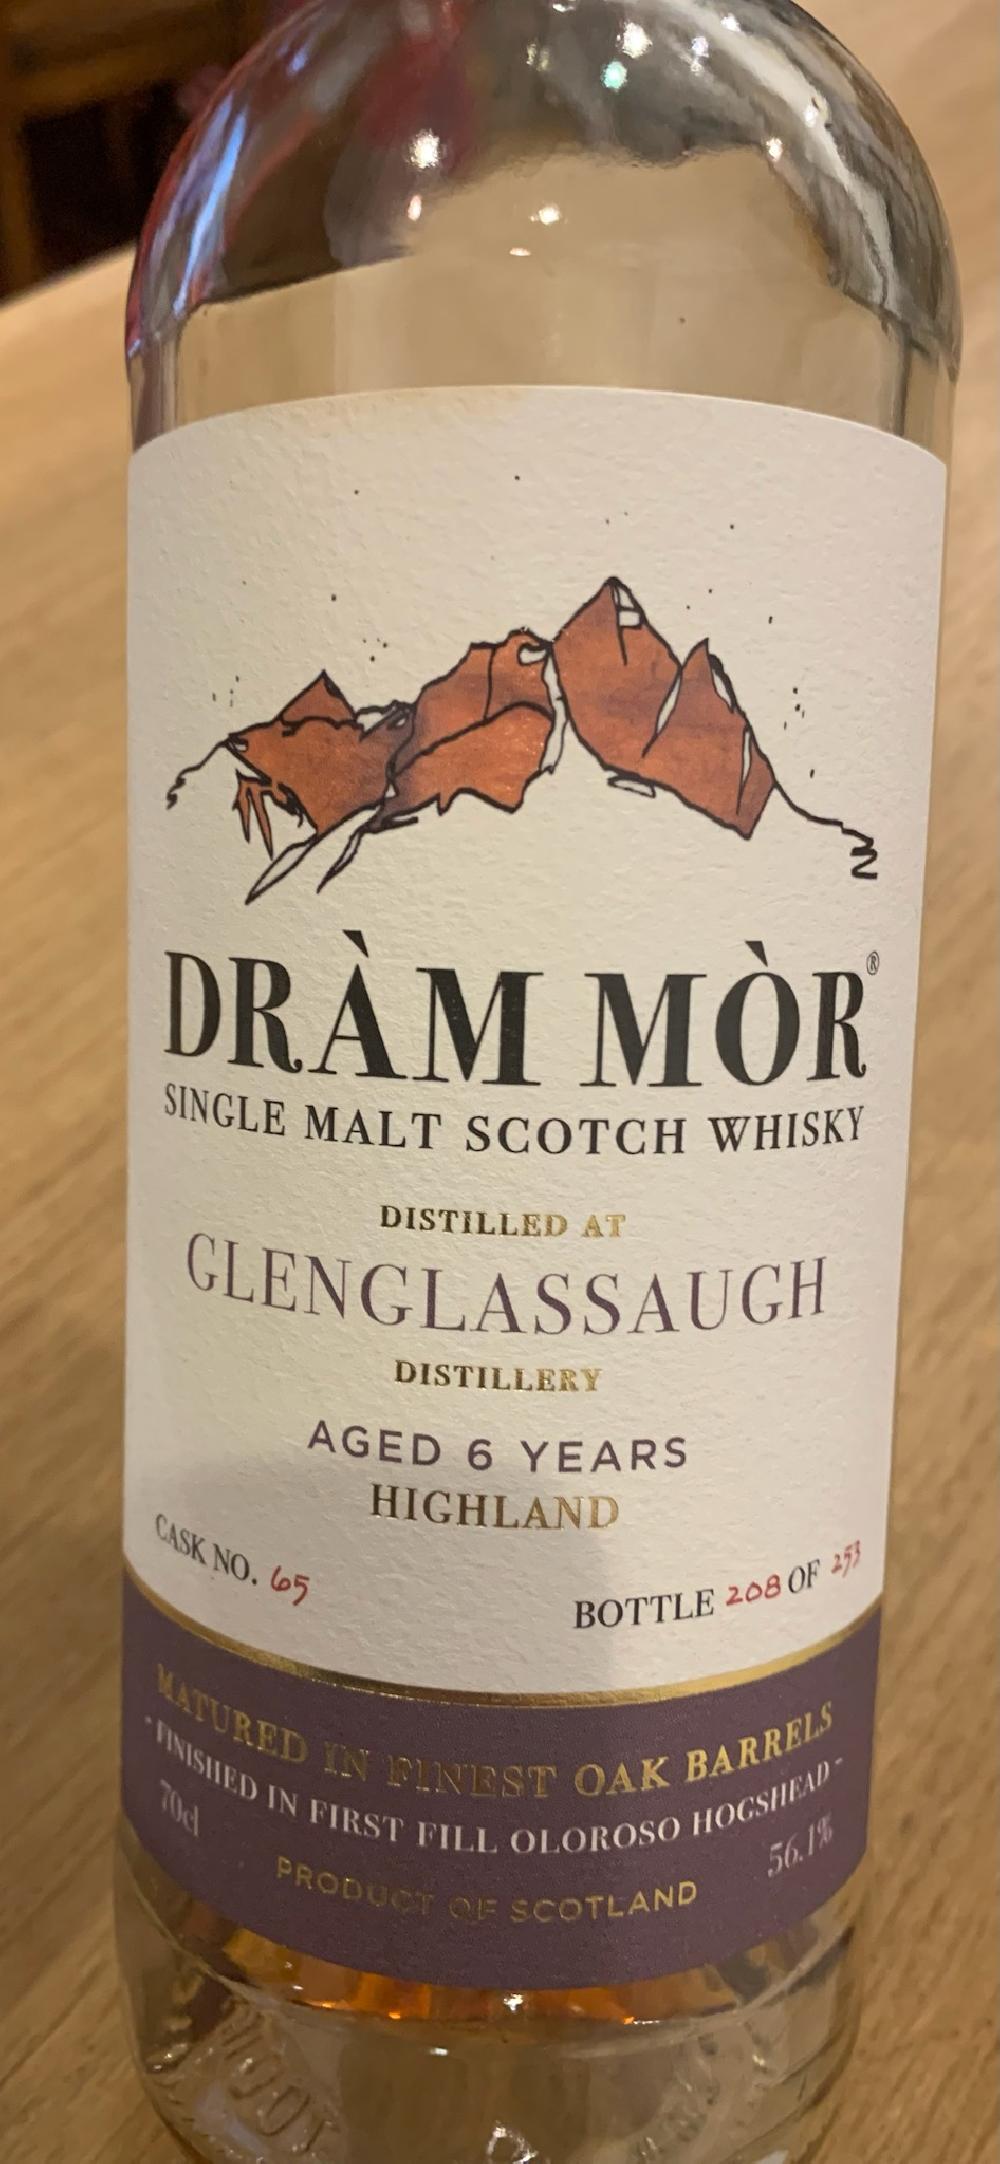 DRÀM MÒR®
SINGLE MALT SCOTCH WHISKY
DISTILLED AT
GLENGLASSAUGH
DISTILLERY
AGED 6 YEARS
HIGHLAND
CASK NO. 65
BOTTLE 208 OF 253
MATURED IN FINEST OAK BARRELS
- FINISHED IN FIRST FILL OLOROSO HOGSHEAD -
70cl
56.1%
PRODUCT OF SCOTLAND